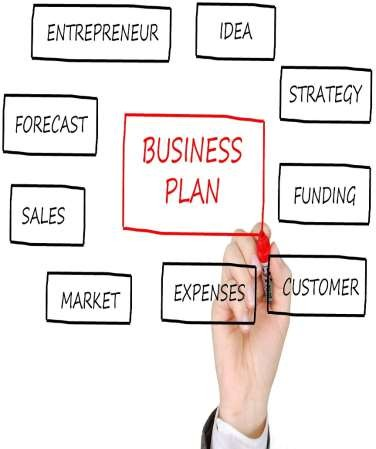 ENTREPRENEUR
IDEA
STRATEGY
FORECAST
BUSINESS
PLAN
FUNDING
SALES
MARKET
EXPENSES
CUSTOMER